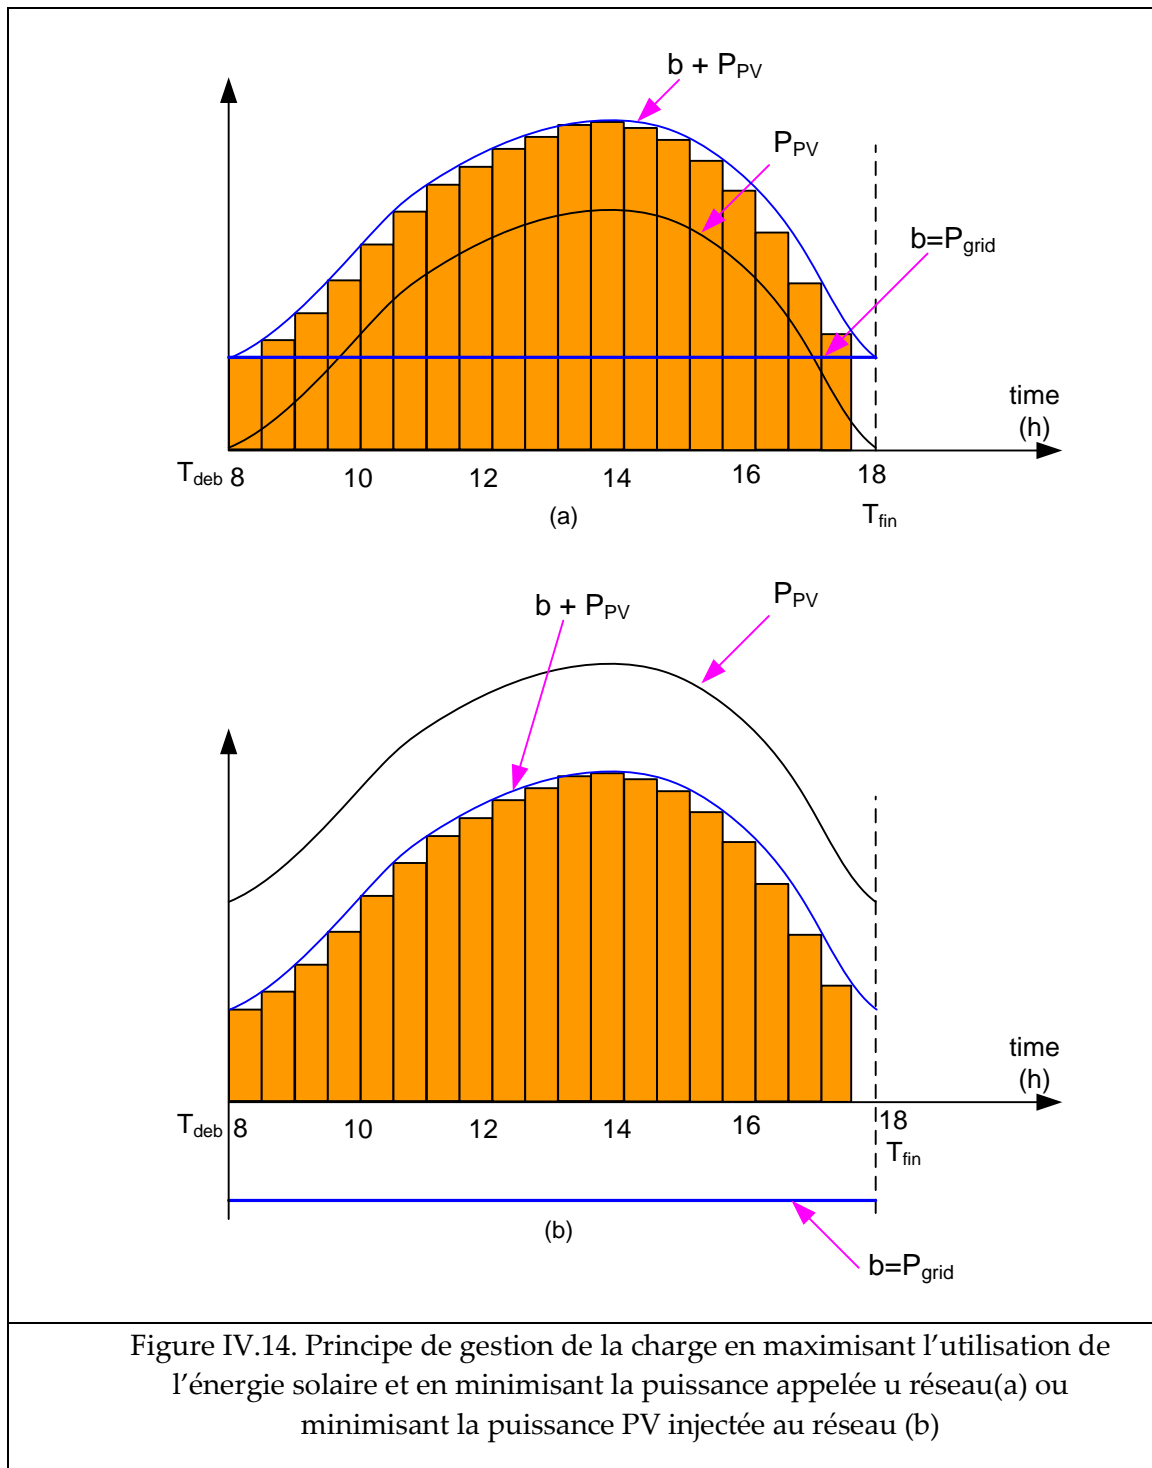 b + PPV
PPV
b=Pgrid
time
(h)
Tdeb 8 10 12 14 16 18
(a)
Tfin
PPV
b + PPV
time
(h)
Tdeb 8 10 12 14 16 18
Tfin
(b)
b=Pgrid
Figure IV.14. Principe de gestion de la charge en maximisant l’utilisation de
l’énergie solaire et en minimisant la puissance appelée u réseau(a) ou
minimisant la puissance PV injectée au réseau (b)